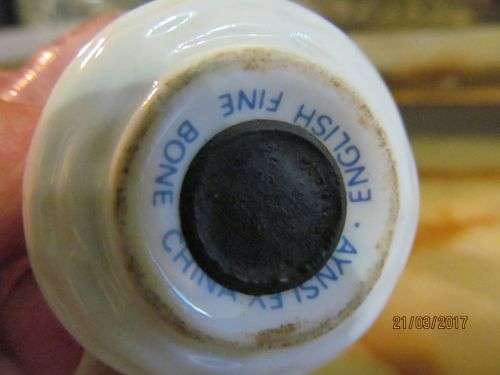 AYNSLEY · ENGLISH FINE BONE CHINA
21/03/2017